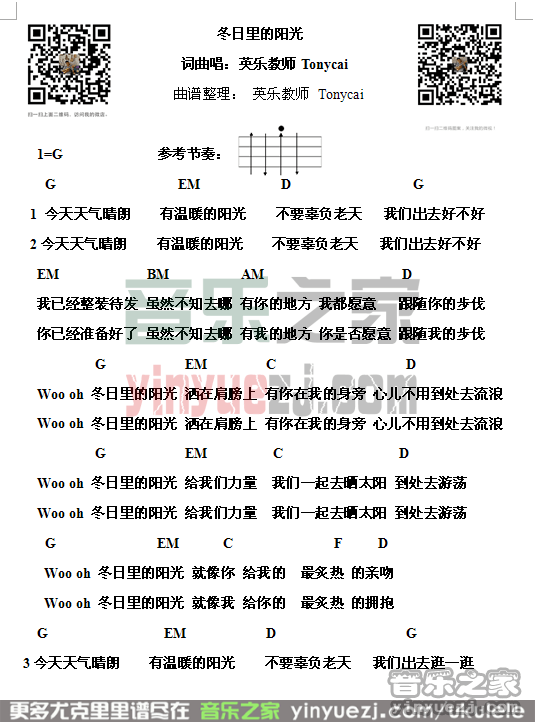 冬日里的阳光
词曲唱：英乐教师 Tonycai
曲谱整理： 英乐教师 Tonycai
扫一扫上面二维码，访问我的微店。
1=G 参考节奏：
G EM D G
1 今天天气晴朗 有温暖的阳光 不要辜负老天 我们出去好不好
2 今天天气晴朗 有温暖的阳光 不要辜负老天 我们出去好不好
EM BM AM D
我已经整装待发 虽然不知去哪 有你的地方 我都愿意 跟随你的步伐
你已经准备好了 虽然不知去哪 有我的地方 你是否愿意 跟随我的步伐
音乐之家
yinyuezj.com
G EM C D
Woo oh 冬日里的阳光 洒在肩膀上 有你在我的身旁 心儿不用到处去流浪
Woo oh 冬日里的阳光 洒在肩膀上 有你在我的身旁 心儿不用到处去流浪
G EM C D
Woo oh 冬日里的阳光 给我们力量 我们一起去晒太阳 到处去游荡
Woo oh 冬日里的阳光 给我们力量 我们一起去晒太阳 到处去游荡
G EM C F D
Woo oh 冬日里的阳光 就像你 给我的 最炙热 的亲吻
Woo oh 冬日里的阳光 就像我 给你的 最炙热 的拥抱
G EM D G
3 今天天气晴朗 有温暖的阳光 不要辜负老天 我们出去逛一逛
音乐之家
更多尤克里里谱尽在 音乐之家 yinyuezj.com/ukulele